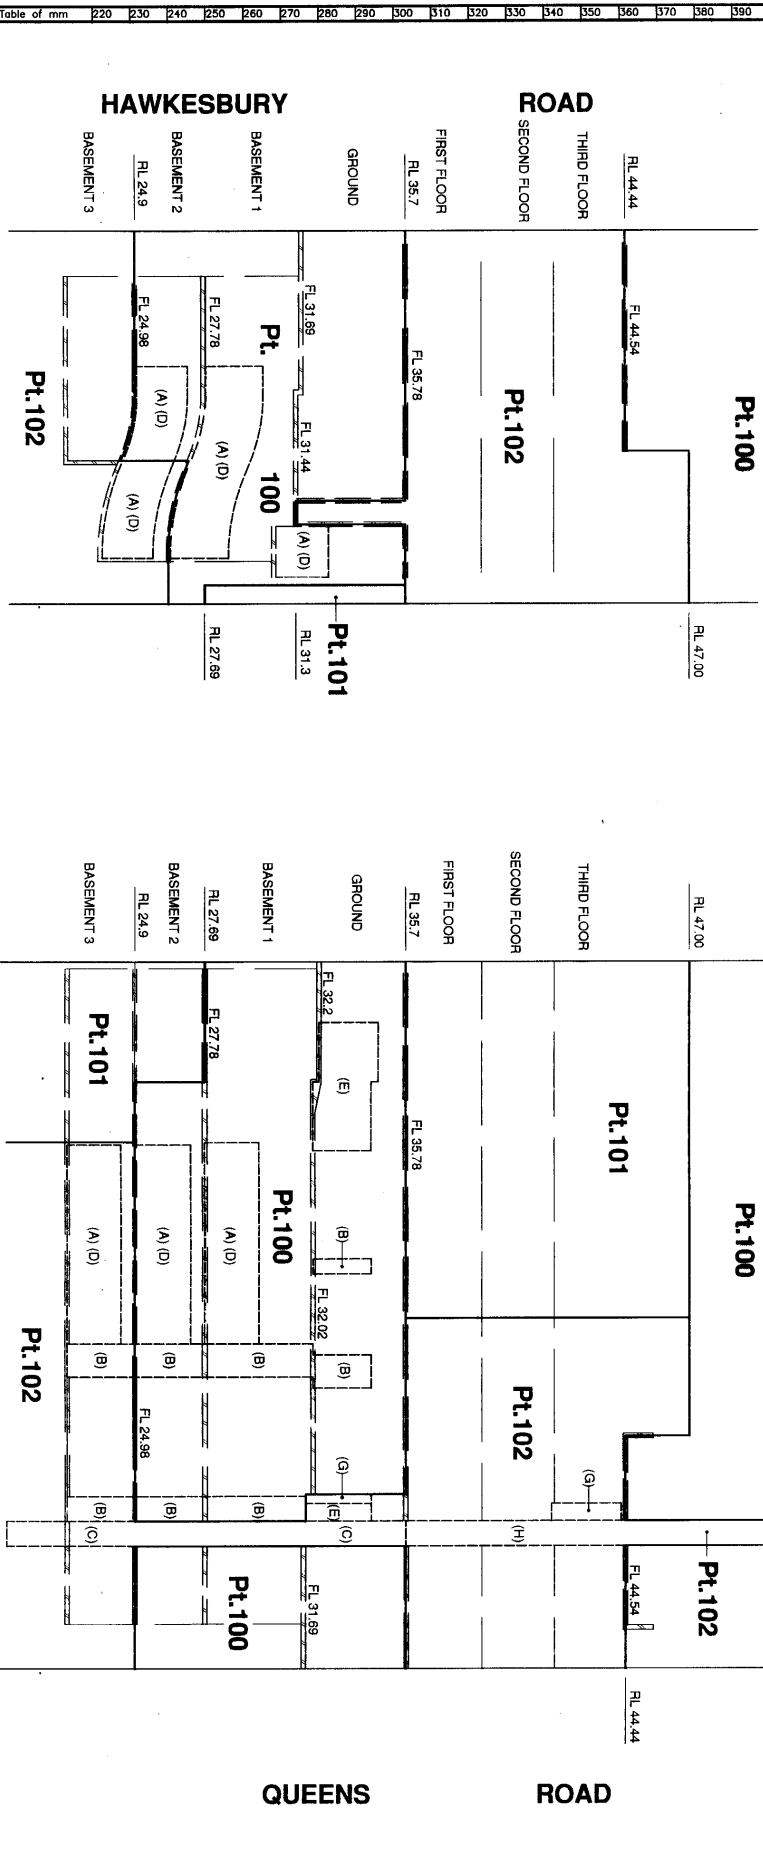 Table of mm 220 230 240 250 260 270 280 290 300 310 320 330 340 350 360 370 380 390
HAWKESBURY ROAD
BASEMENT 3
RL 24.9
BASEMENT 2
BASEMENT 1
GROUND
RL 35.7
FIRST FLOOR
SECOND FLOOR
THIRD FLOOR
RL 44.44
FL 24.98
FL 27.78
FL 31.69
FL 35.78
FL 44.54
Pt.
100
Pt.102
Pt.102
Pt.100
(A) (D)
(A) (D)
(A) (D)
(A) (D)
FL 31.44
RL 27.69
RL 31.3
Pt.101
RL 47.00
BASEMENT 3
RL 24.9
BASEMENT 2
RL 27.69
BASEMENT 1
GROUND
RL 35.7
FIRST FLOOR
SECOND FLOOR
THIRD FLOOR
RL 47.00
Pt.101
FL 27.78
FL 32.2
(E)
FL 35.78
Pt.101
Pt.100
Pt.100
(A) (D)
(A) (D)
(A) (D)
(B)
FL 32.02
Pt.102
(B)
(B)
(B)
(B)
Pt.102
FL 24.98
(G)
(G)
(B)
(B)
(B)
(E)
(C)
(C)
(H)
Pt.100
FL 31.69
FL 44.54
Pt.102
RL 44.44
QUEENS ROAD